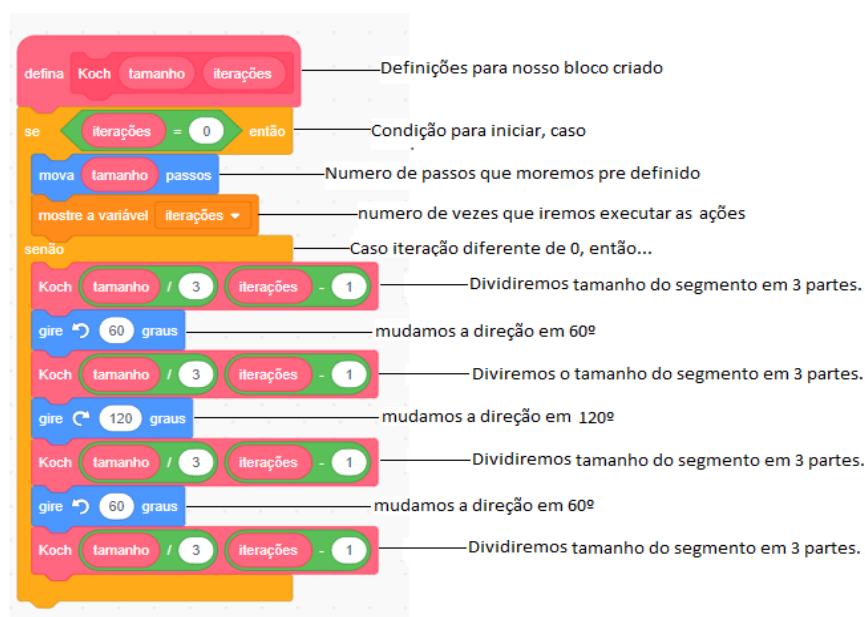 defina Koch tamanho iterações Definições para nosso bloco criado
se iterações = 0 então Condição para iniciar, caso
mova tamanho passos Numero de passos que moremos pre definido
mostre a variável iterações numero de vezes que iremos executar as ações
senão Caso iteração diferente de 0, então...
Koch tamanho / 3 iterações - 1 Dividiremos tamanho do segmento em 3 partes.
gire 60 graus mudamos a direção em 60º
Koch tamanho / 3 iterações - 1 Diviremos o tamanho do segmento em 3 partes.
gire 120 graus mudamos a direção em 120º
Koch tamanho / 3 iterações - 1 Dividiremos tamanho do segmento em 3 partes.
gire 60 graus mudamos a direção em 60º
Koch tamanho / 3 iterações - 1 Dividiremos tamanho do segmento em 3 partes.